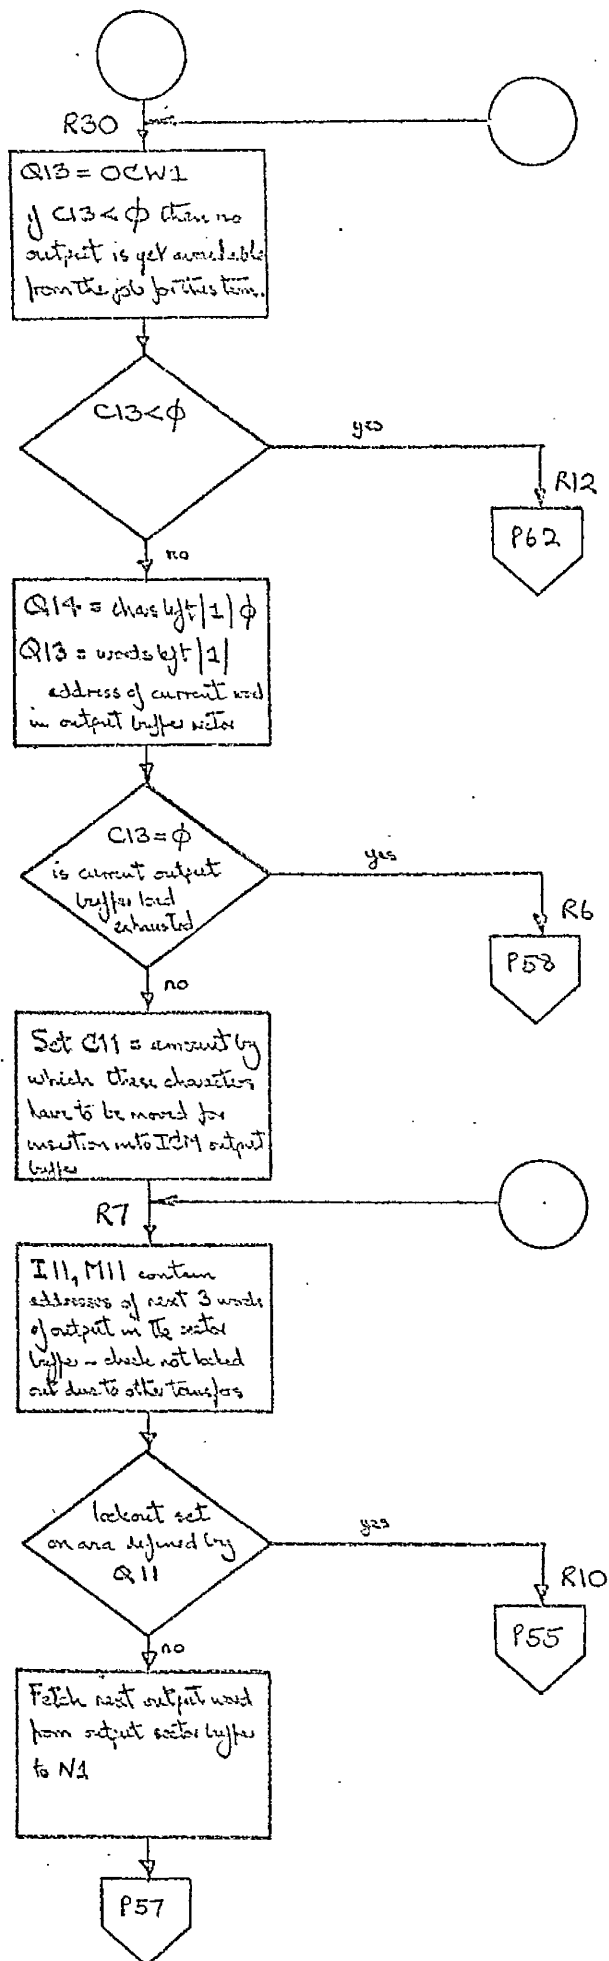 R30
Q13 = OCW1
if C13<φ then no
output is yet available
from the job for this item.
C13<φ
yes
R12
P62
no
Q14 = chars left |1| φ
Q13 = words left |1|
address of current word
in output buffer sector
C13=φ
is current output
buffer load
exhausted
yes
R6
P58
no
Set C11 = amount by
which these characters
have to be moved for
insertion into ICM output
buffer
R7
I11, M11 contain
addresses of next 3 words
of output in the sector
buffer – check not locked
out due to other transfers
lockout set
on area defined by
Q11
yes
R10
P55
no
Fetch next output word
from output sector buffer
to N1
P57